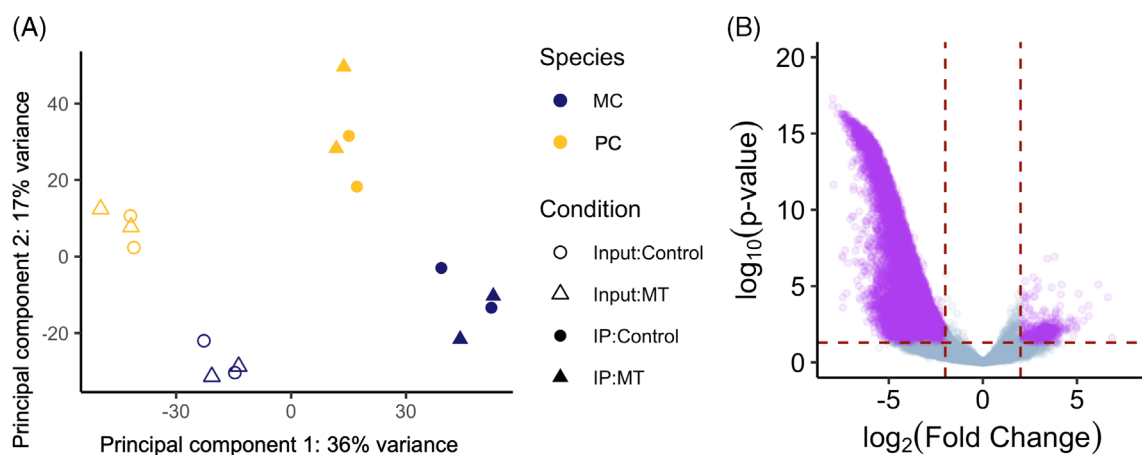 (A)
Principal component 2: 17% variance
40
20
0
-20
-30
0
30
Principal component 1: 36% variance
Species
MC
PC
Condition
Input:Control
Input:MT
IP:Control
IP:MT
(B)
log₁₀(p-value)
20
15
10
5
0
-5
0
5
log₂(Fold Change)